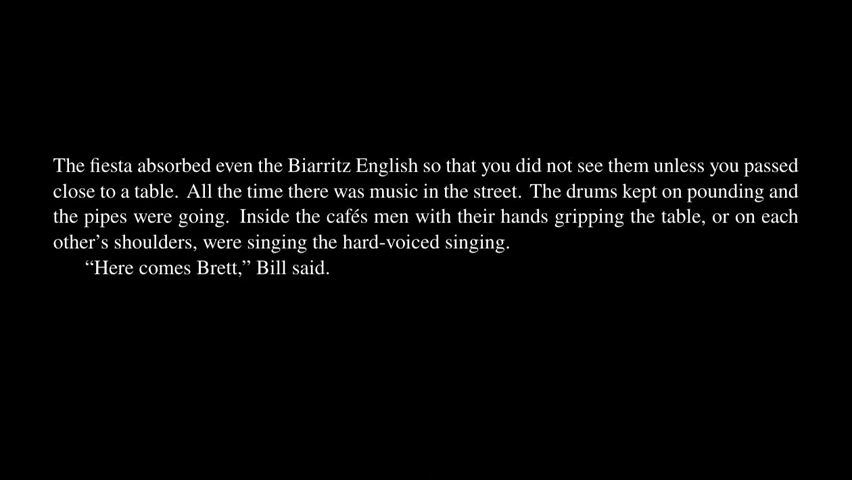 The fiesta absorbed even the Biarritz English so that you did not see them unless you passed
close to a table. All the time there was music in the street. The drums kept on pounding and
the pipes were going. Inside the cafés men with their hands gripping the table, or on each
other’s shoulders, were singing the hard-voiced singing.
“Here comes Brett,” Bill said.